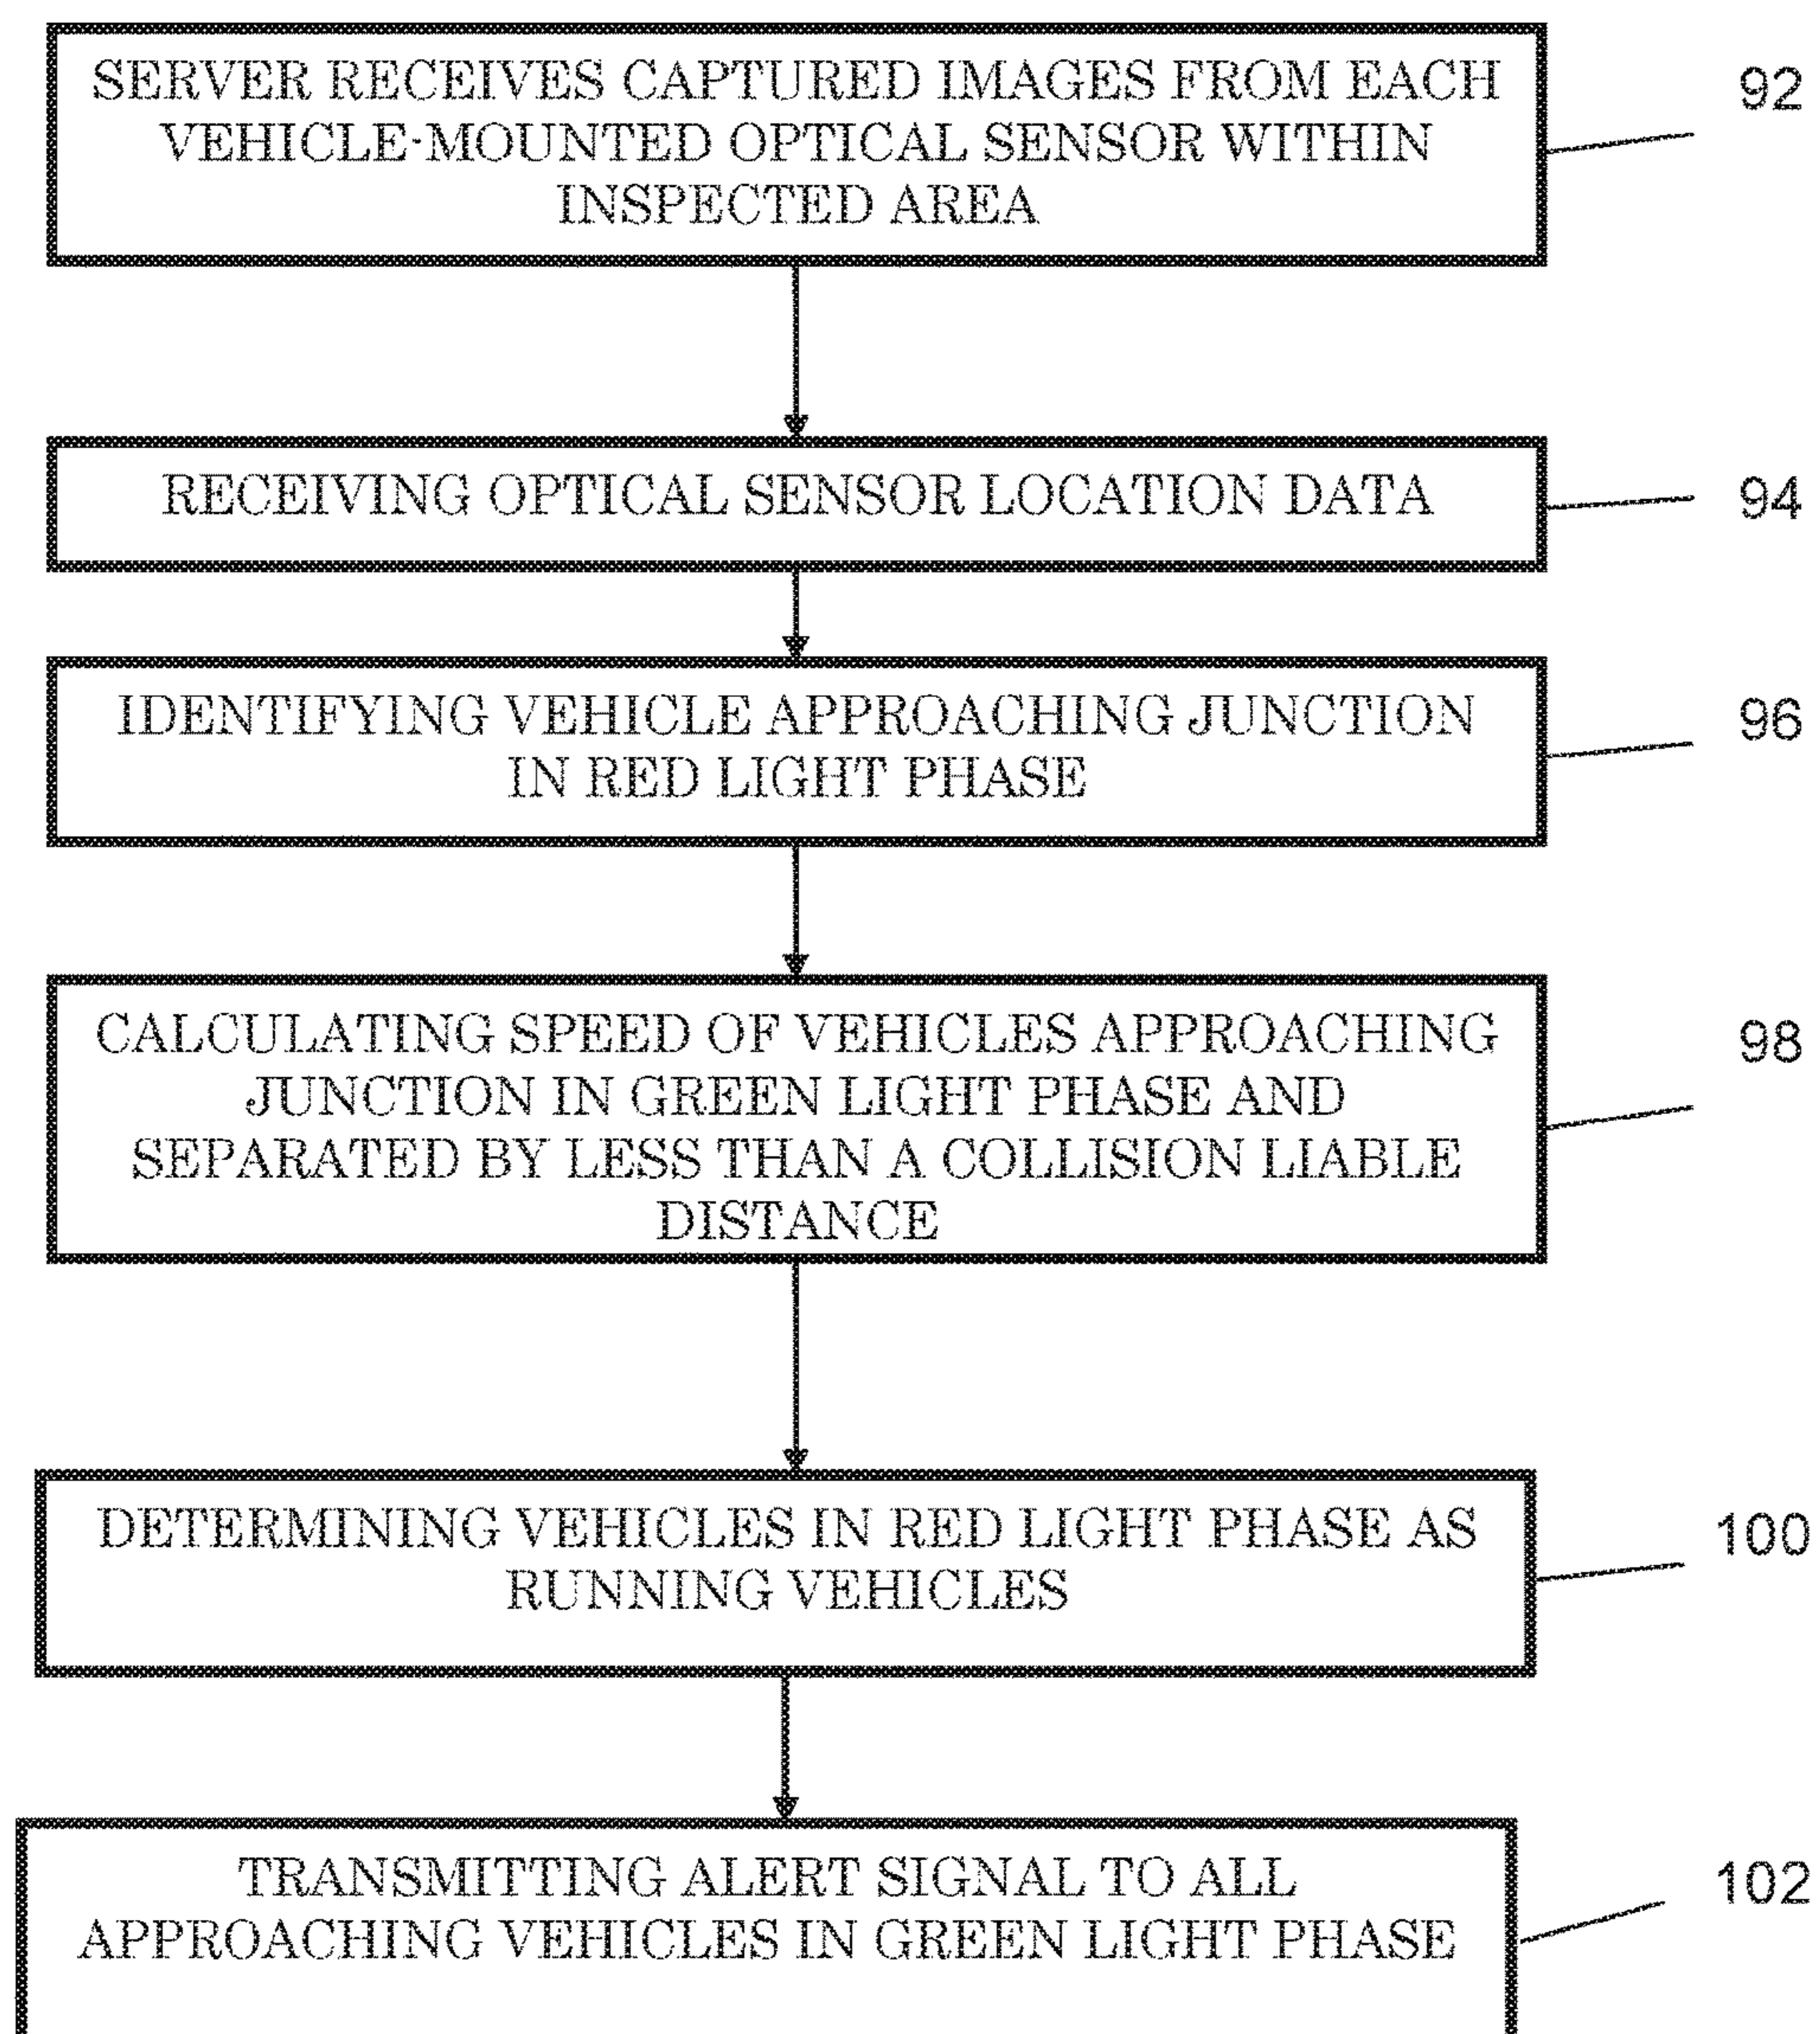 SERVER RECEIVES CAPTURED IMAGES FROM EACH
VEHICLE-MOUNTED OPTICAL SENSOR WITHIN
INSPECTED AREA
92
RECEIVING OPTICAL SENSOR LOCATION DATA
94
IDENTIFYING VEHICLE APPROACHING JUNCTION
IN RED LIGHT PHASE
96
CALCULATING SPEED OF VEHICLES APPROACHING
JUNCTION IN GREEN LIGHT PHASE AND
SEPARATED BY LESS THAN A COLLISION LIABLE
DISTANCE
98
DETERMINING VEHICLES IN RED LIGHT PHASE AS
RUNNING VEHICLES
100
TRANSMITTING ALERT SIGNAL TO ALL
APPROACHING VEHICLES IN GREEN LIGHT PHASE
102